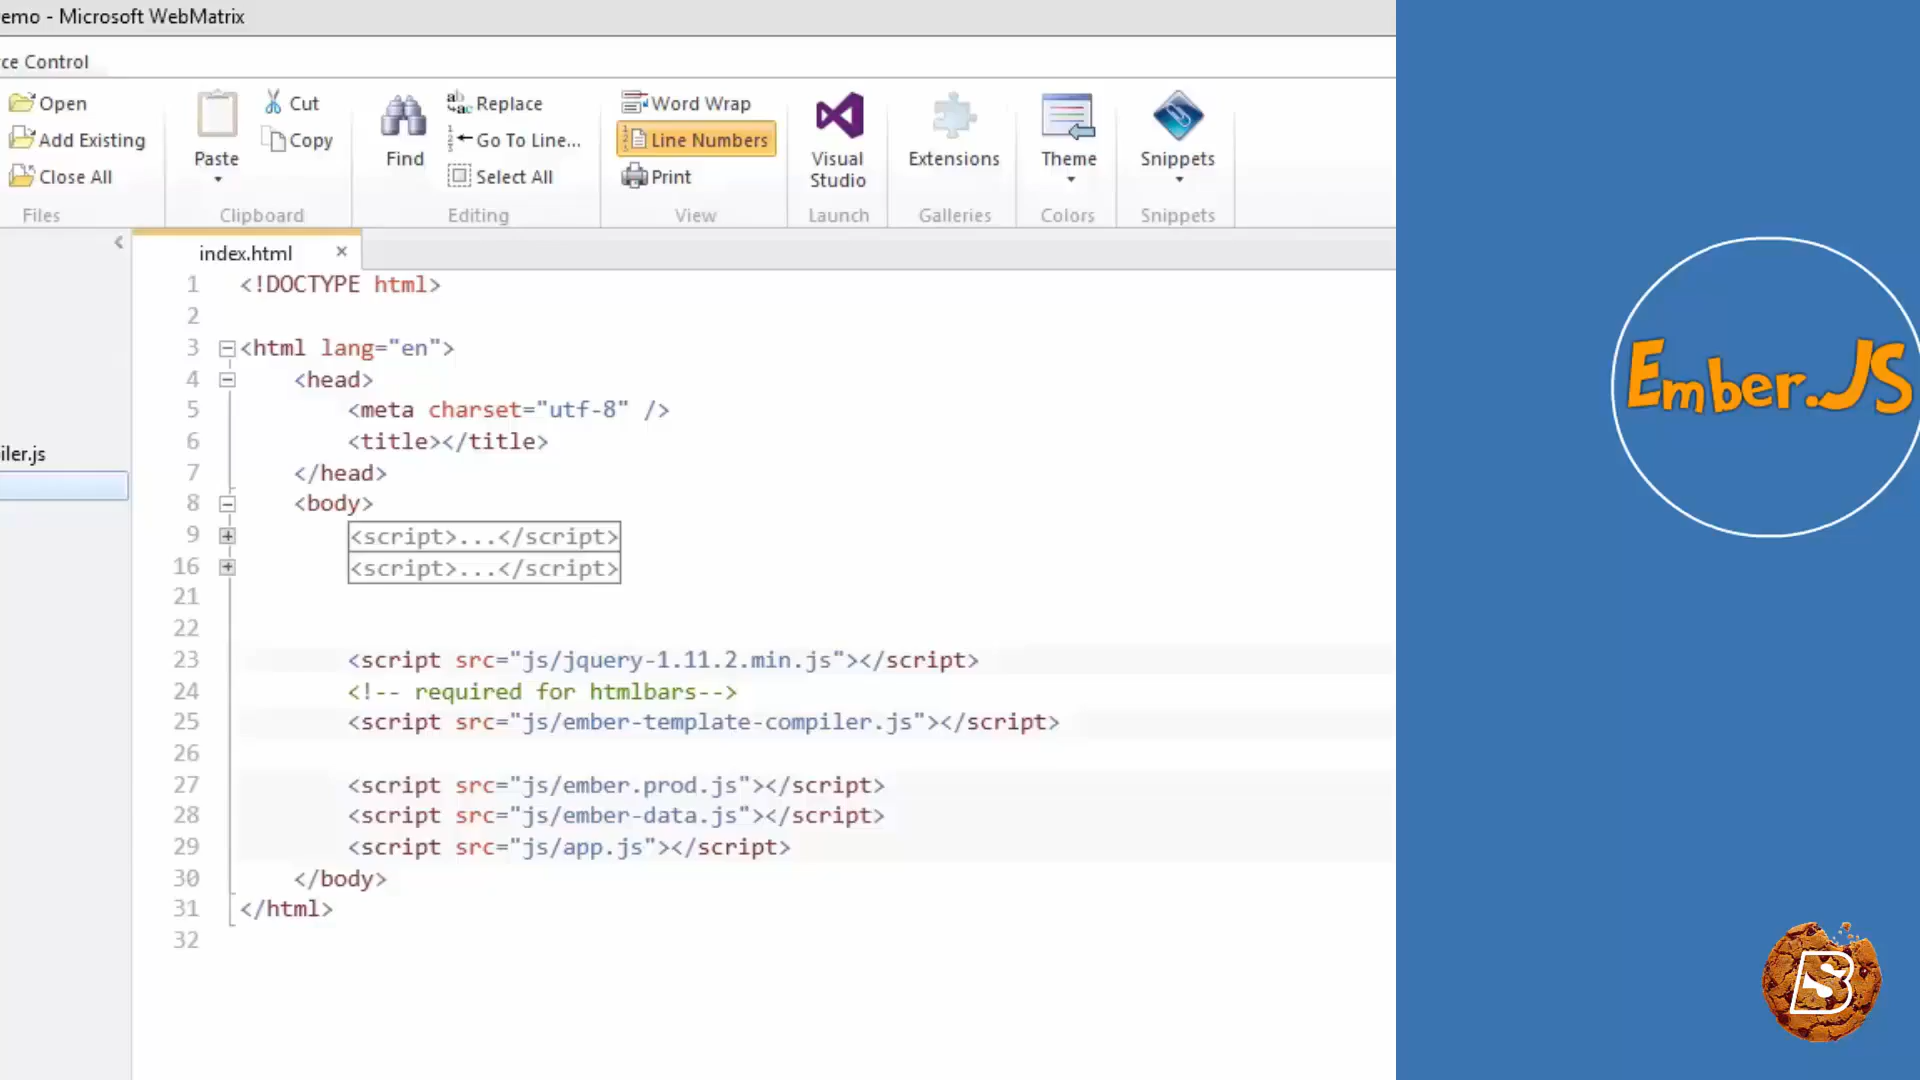 emo - Microsoft WebMatrix
ce Control
Open
Add Existing
Close All
Files
Paste
Cut
Copy
Clipboard
Find
Replace
Go To Line...
Select All
Editing
Word Wrap
Line Numbers
Print
View
Visual
Studio
Launch
Extensions
Galleries
Theme
Colors
Snippets
Snippets
index.html
iler.js
1 <!DOCTYPE html>
2
3 <html lang="en">
4 <head>
5 <meta charset="utf-8" />
6 <title></title>
7 </head>
8 <body>
9 <script>...</script>
16 <script>...</script>
21
22
23 <script src="js/jquery-1.11.2.min.js"></script>
24 <!-- required for htmlbars-->
25 <script src="js/ember-template-compiler.js"></script>
26
27 <script src="js/ember.prod.js"></script>
28 <script src="js/ember-data.js"></script>
29 <script src="js/app.js"></script>
30 </body>
31 </html>
32
Ember.JS